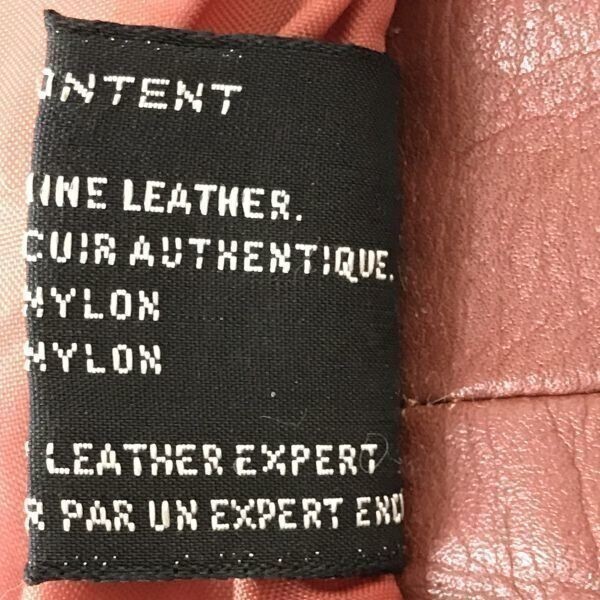 ONTENT
INE LEATHER.
CUIR AUTHENTIQUE.
NYLON
NYLON
LEATHER EXPERT
R PAR UN EXPERT EN